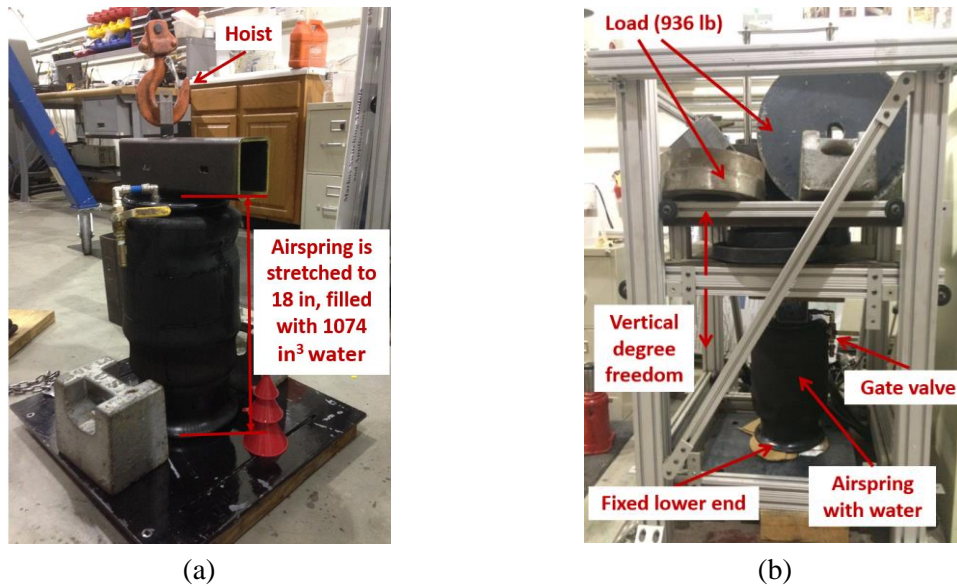 Hoist
Airspring is
stretched to
18 in, filled
with 1074
in³ water
(a)
Load (936 lb)
Vertical
degree
freedom
Gate valve
Fixed lower end
Airspring
with water
(b)